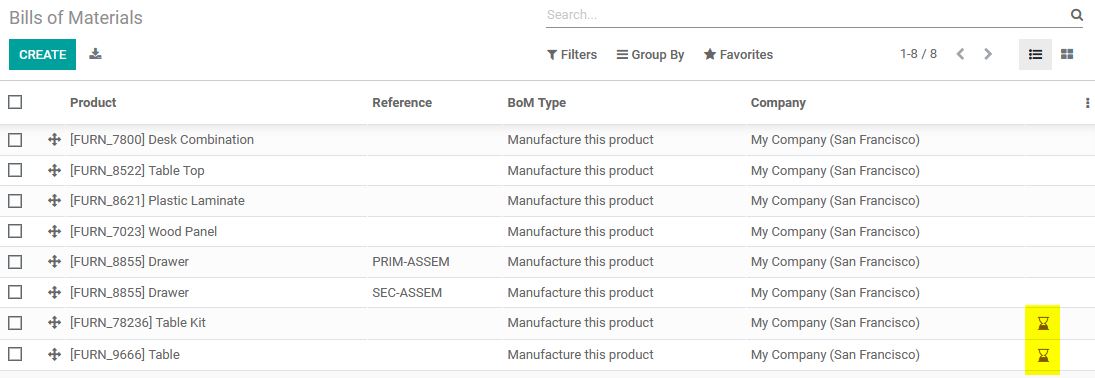 Bills of Materials
Search...
CREATE
Filters Group By Favorites 1-8 / 8
Product Reference BoM Type Company
[FURN_7800] Desk Combination Manufacture this product My Company (San Francisco)
[FURN_8522] Table Top Manufacture this product My Company (San Francisco)
[FURN_8621] Plastic Laminate Manufacture this product My Company (San Francisco)
[FURN_7023] Wood Panel Manufacture this product My Company (San Francisco)
[FURN_8855] Drawer PRIM-ASSEM Manufacture this product My Company (San Francisco)
[FURN_8855] Drawer SEC-ASSEM Manufacture this product My Company (San Francisco)
[FURN_78236] Table Kit Manufacture this product My Company (San Francisco)
[FURN_9666] Table Manufacture this product My Company (San Francisco)